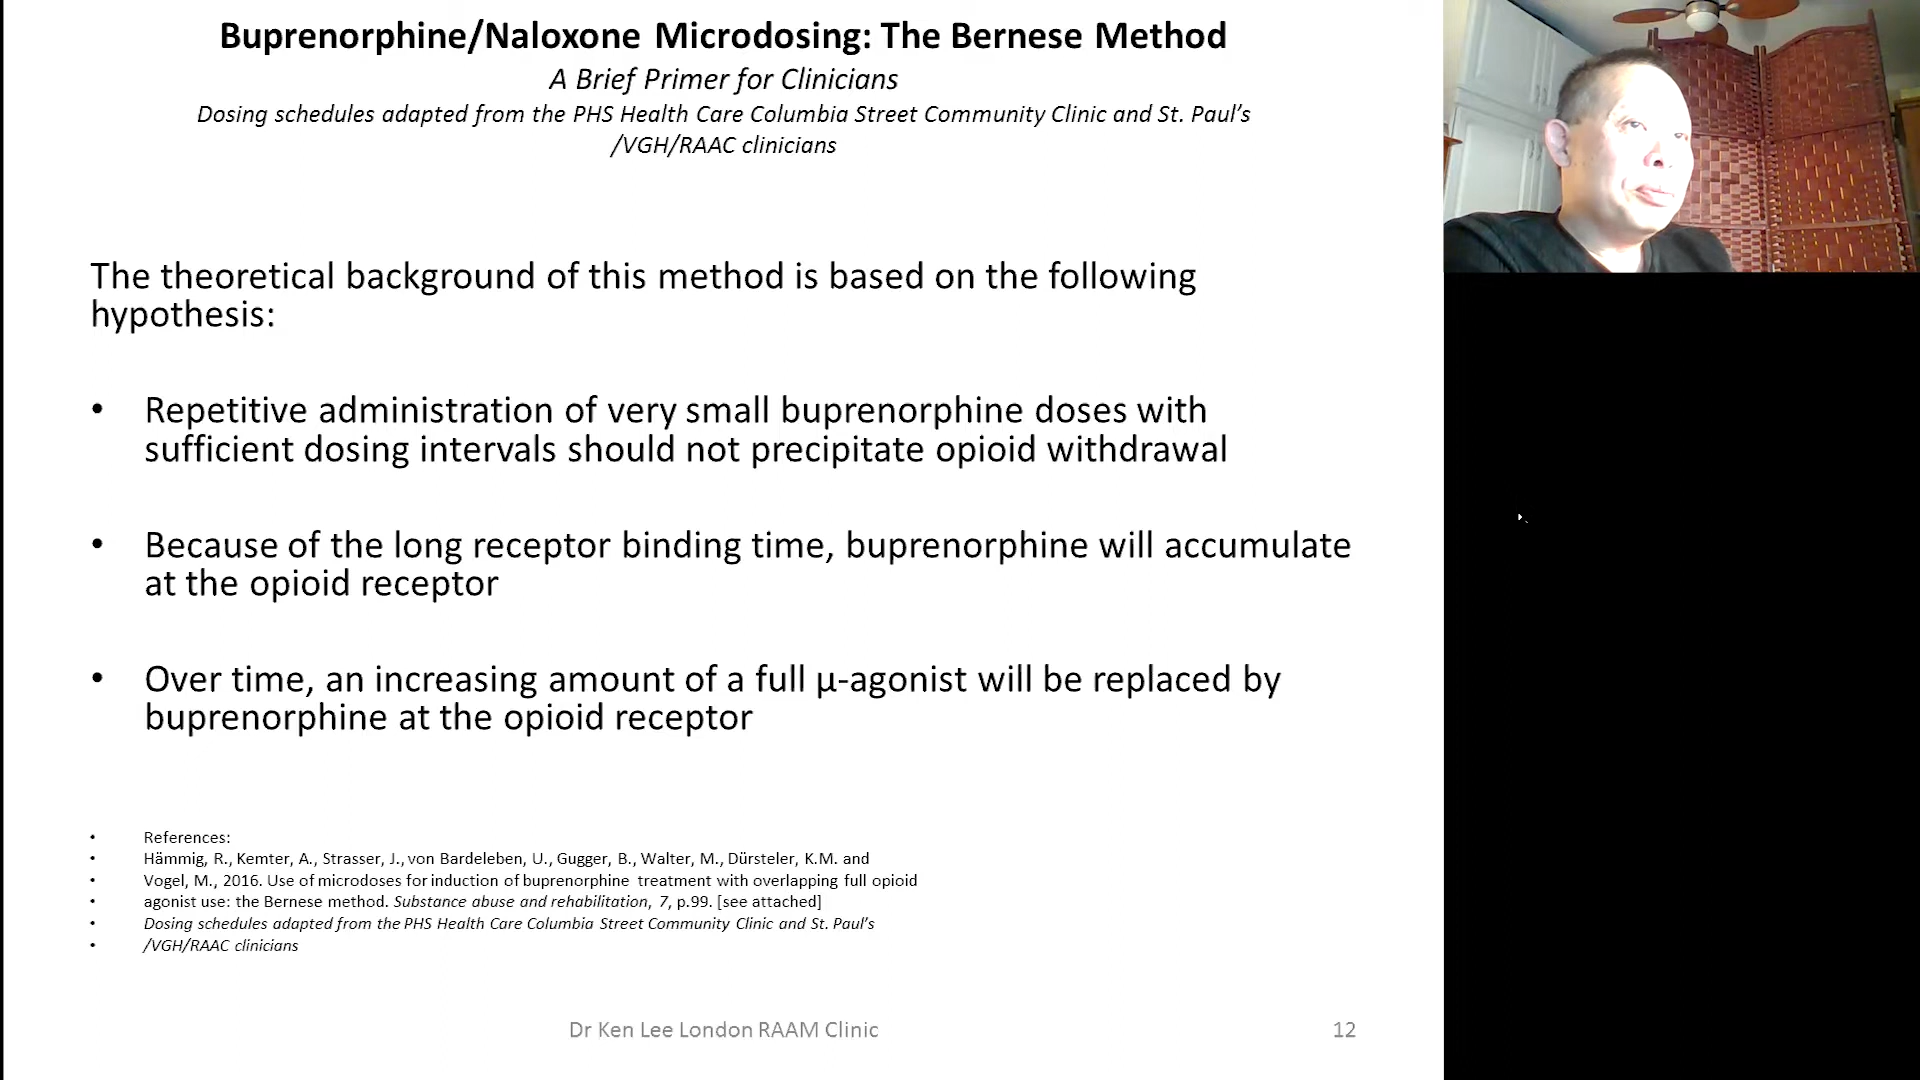 Buprenorphine/Naloxone Microdosing: The Bernese Method
A Brief Primer for Clinicians
Dosing schedules adapted from the PHS Health Care Columbia Street Community Clinic and St. Paul's
/VGH/RAAC clinicians
The theoretical background of this method is based on the following
hypothesis:
• Repetitive administration of very small buprenorphine doses with
sufficient dosing intervals should not precipitate opioid withdrawal
• Because of the long receptor binding time, buprenorphine will accumulate
at the opioid receptor
• Over time, an increasing amount of a full μ-agonist will be replaced by
buprenorphine at the opioid receptor
• References:
• Hämmig, R., Kemter, A., Strasser, J., von Bardeleben, U., Gugger, B., Walter, M., Dürsteler, K.M. and
• Vogel, M., 2016. Use of microdoses for induction of buprenorphine treatment with overlapping full opioid
• agonist use: the Bernese method. Substance abuse and rehabilitation, 7, p.99. [see attached]
• Dosing schedules adapted from the PHS Health Care Columbia Street Community Clinic and St. Paul's
• /VGH/RAAC clinicians
Dr Ken Lee London RAAM Clinic
12